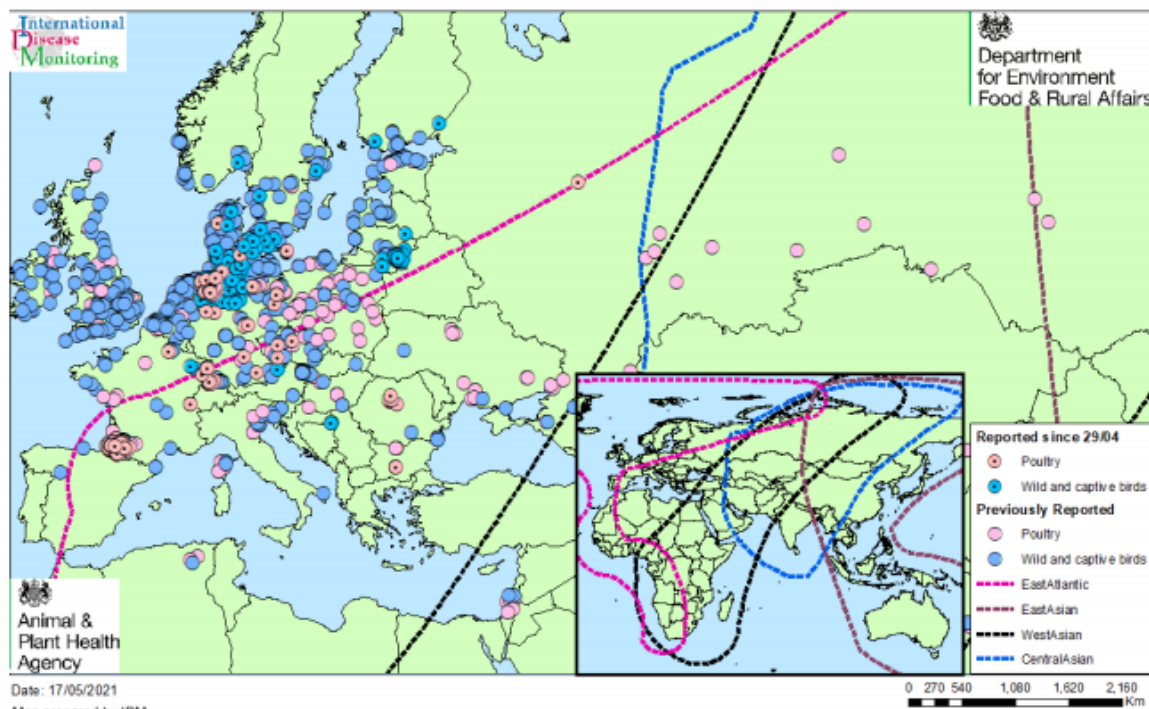 International
Disease
Monitoring
Department
for Environment
Food & Rural Affairs
Reported since 29/04
Poultry
Wild and captive birds
Previously Reported
Poultry
Wild and captive birds
EastAtlantic
EastAsian
WestAsian
CentralAsian
Animal &
Plant Health
Agency
Date: 17/05/2021
0 270 540 1,080 1,620 2,160
Km